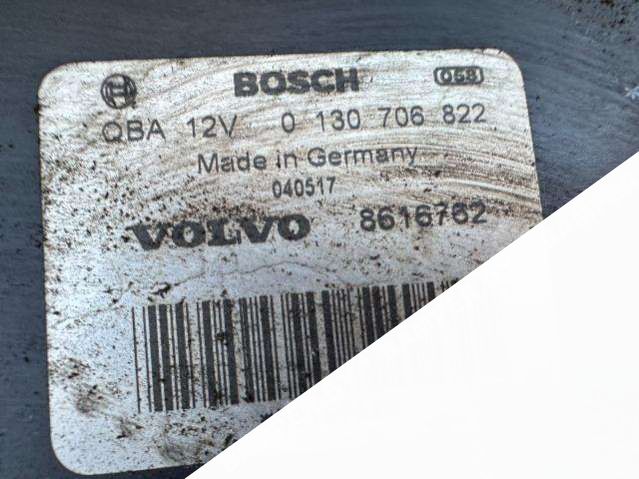 BOSCH 058
QBA 12V 0 130 706 822
Made in Germany
040517
VOLVO 8616762